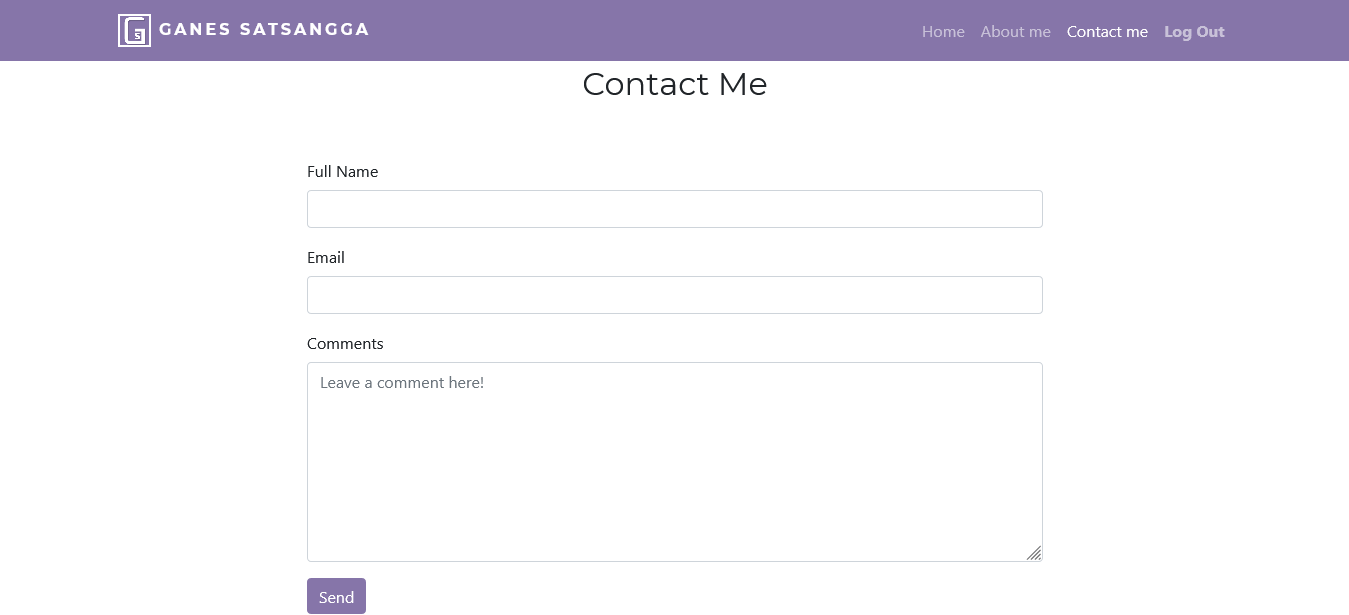 GS GANES SATSANGGA
Home About me Contact me Log Out
Contact Me
Full Name
Email
Comments
Leave a comment here!
Send